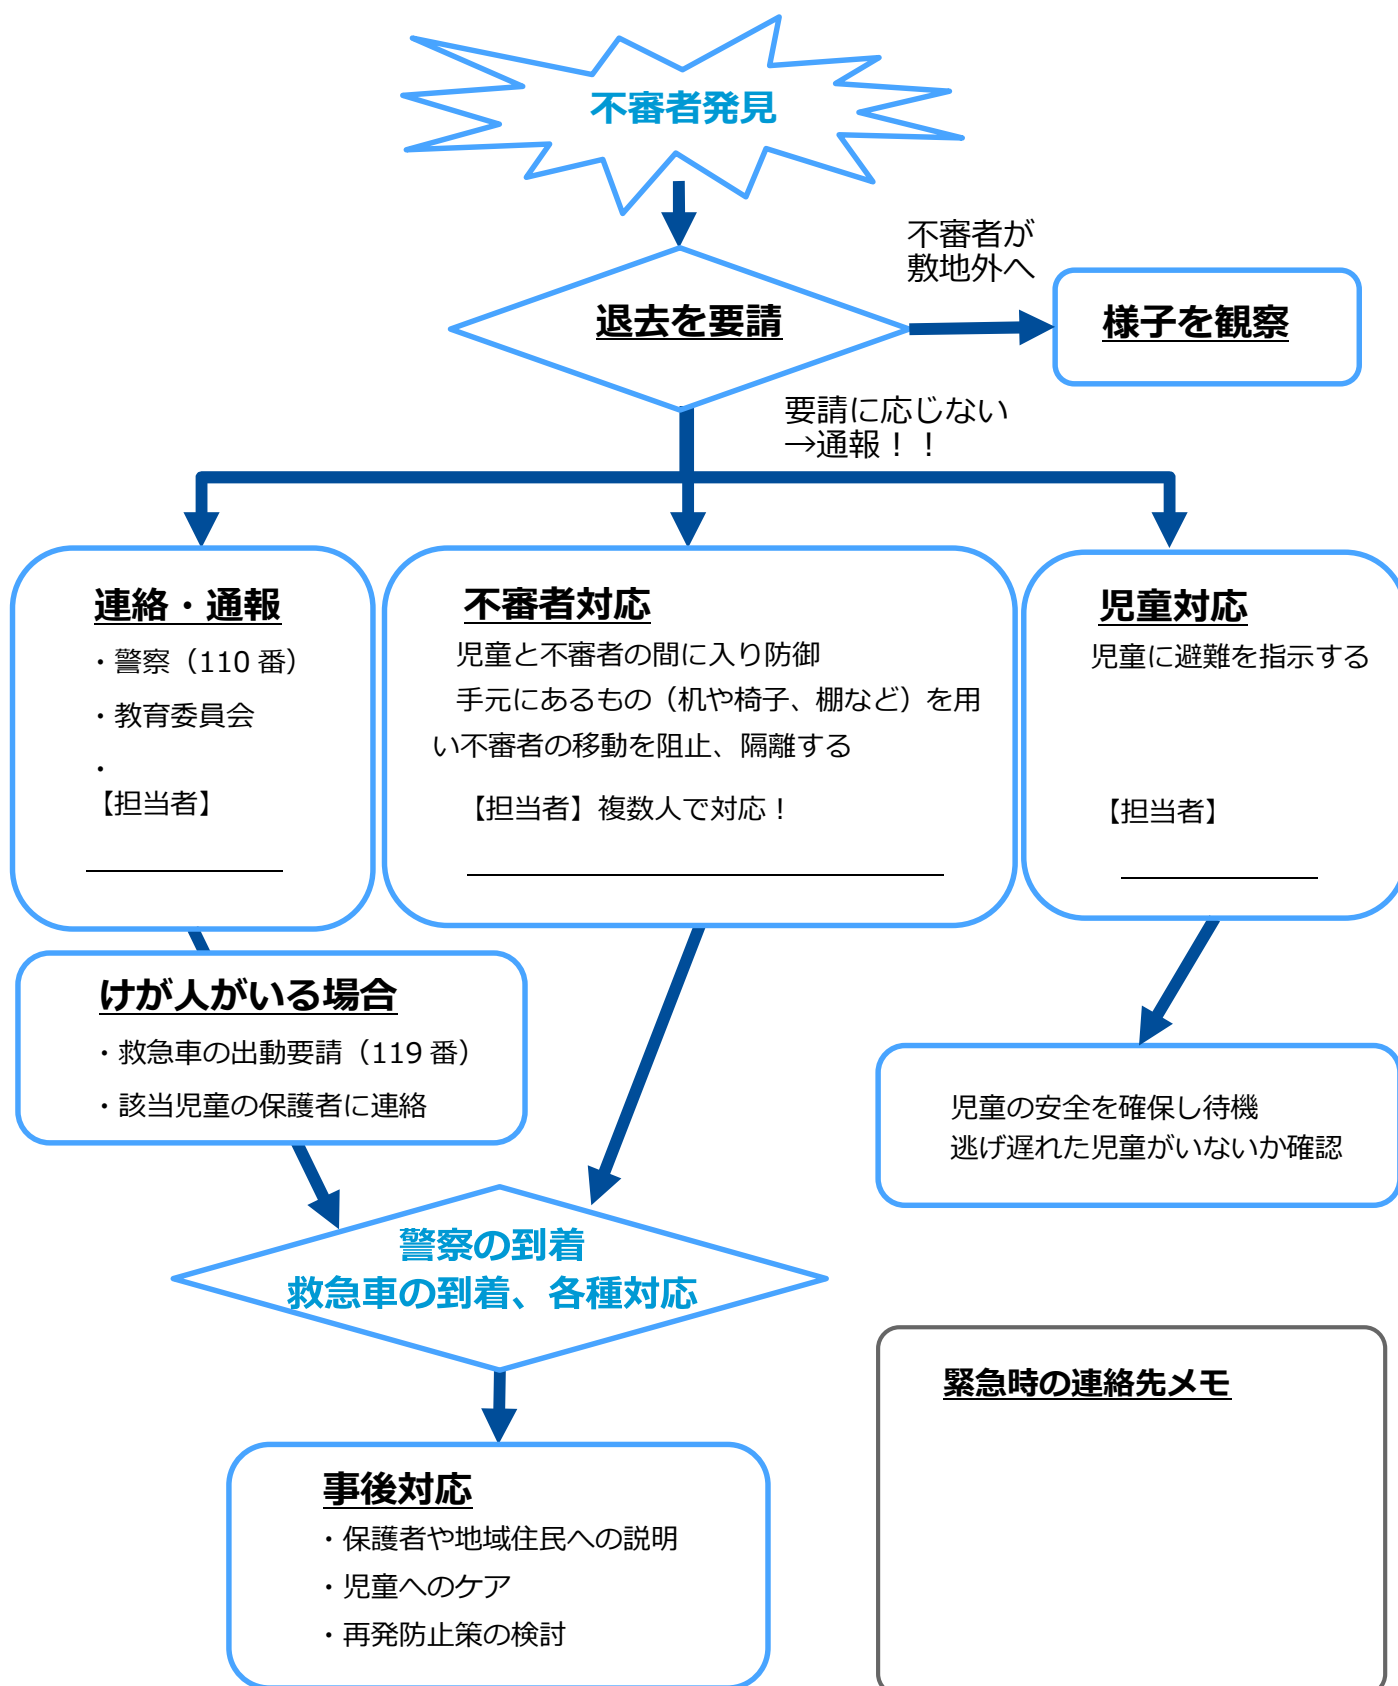 不審者発見
不審者が
敷地外へ
退去を要請
様子を観察
要請に応じない
→通報！！
連絡・通報
・警察（110 番）
・教育委員会
・
【担当者】
不審者対応
児童と不審者の間に入り防御
手元にあるもの（机や椅子、棚など）を用
い不審者の移動を阻止、隔離する
【担当者】複数人で対応！
児童対応
児童に避難を指示する
【担当者】
けが人がいる場合
・救急車の出動要請（119 番）
・該当児童の保護者に連絡
児童の安全を確保し待機
逃げ遅れた児童がいないか確認
警察の到着
救急車の到着、各種対応
緊急時の連絡先メモ
事後対応
・保護者や地域住民への説明
・児童へのケア
・再発防止策の検討